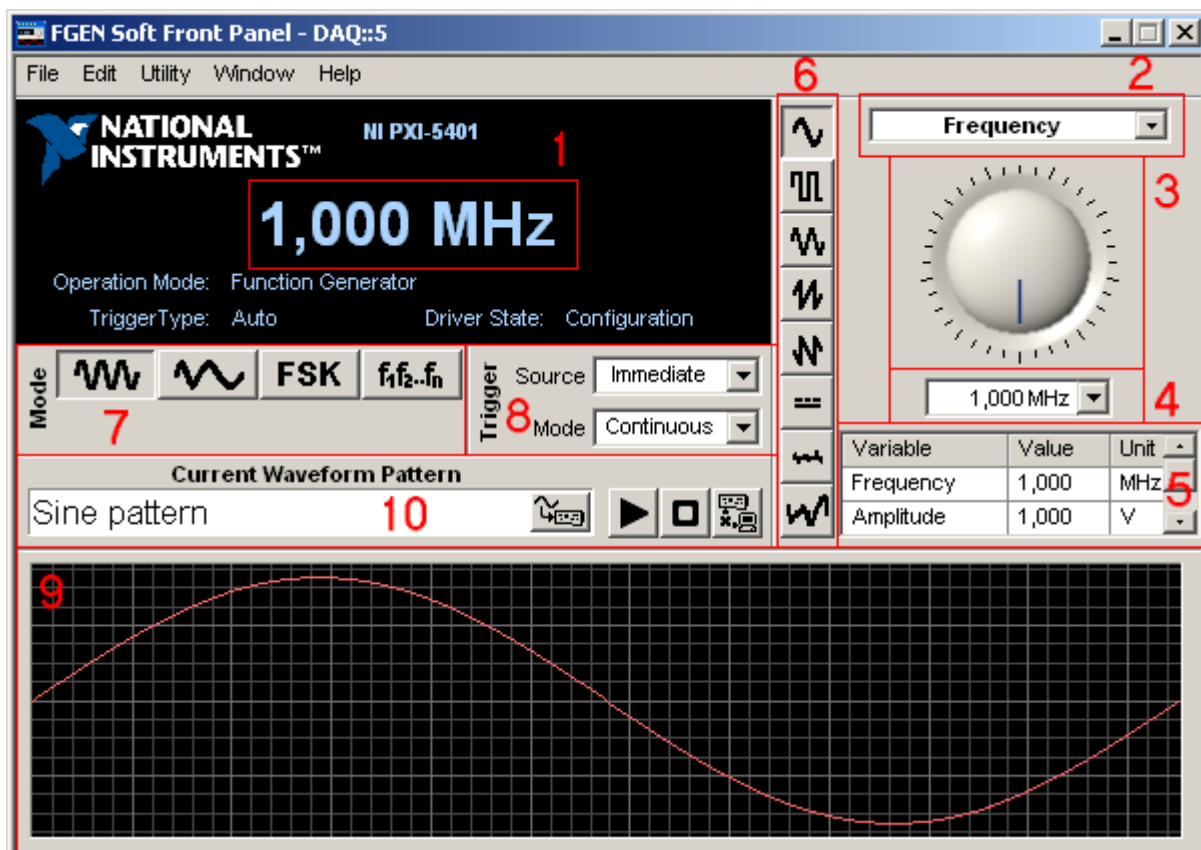 FGEN Soft Front Panel - DAQ::5
File Edit Utility Window Help
6
2
NATIONAL
INSTRUMENTS™
NI PXI-5401
1
1,000 MHz
Operation Mode: Function Generator
TriggerType: Auto Driver State: Configuration
Frequency
3
Mode
FSK
f1f2..fn
7
Trigger
Source Immediate
8
Mode Continuous
1,000 MHz
4
Variable Value Unit
Frequency 1,000 MHz
Amplitude 1,000 V
5
Current Waveform Pattern
Sine pattern
10
9